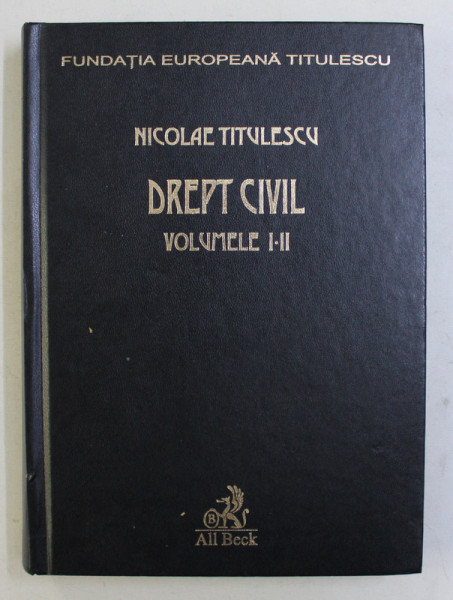 FUNDAȚIA EUROPEANĂ TITULESCU
NICOLAE TITULESCU
DREPT CIVIL
VOLUMELE I-II
B
All Beck